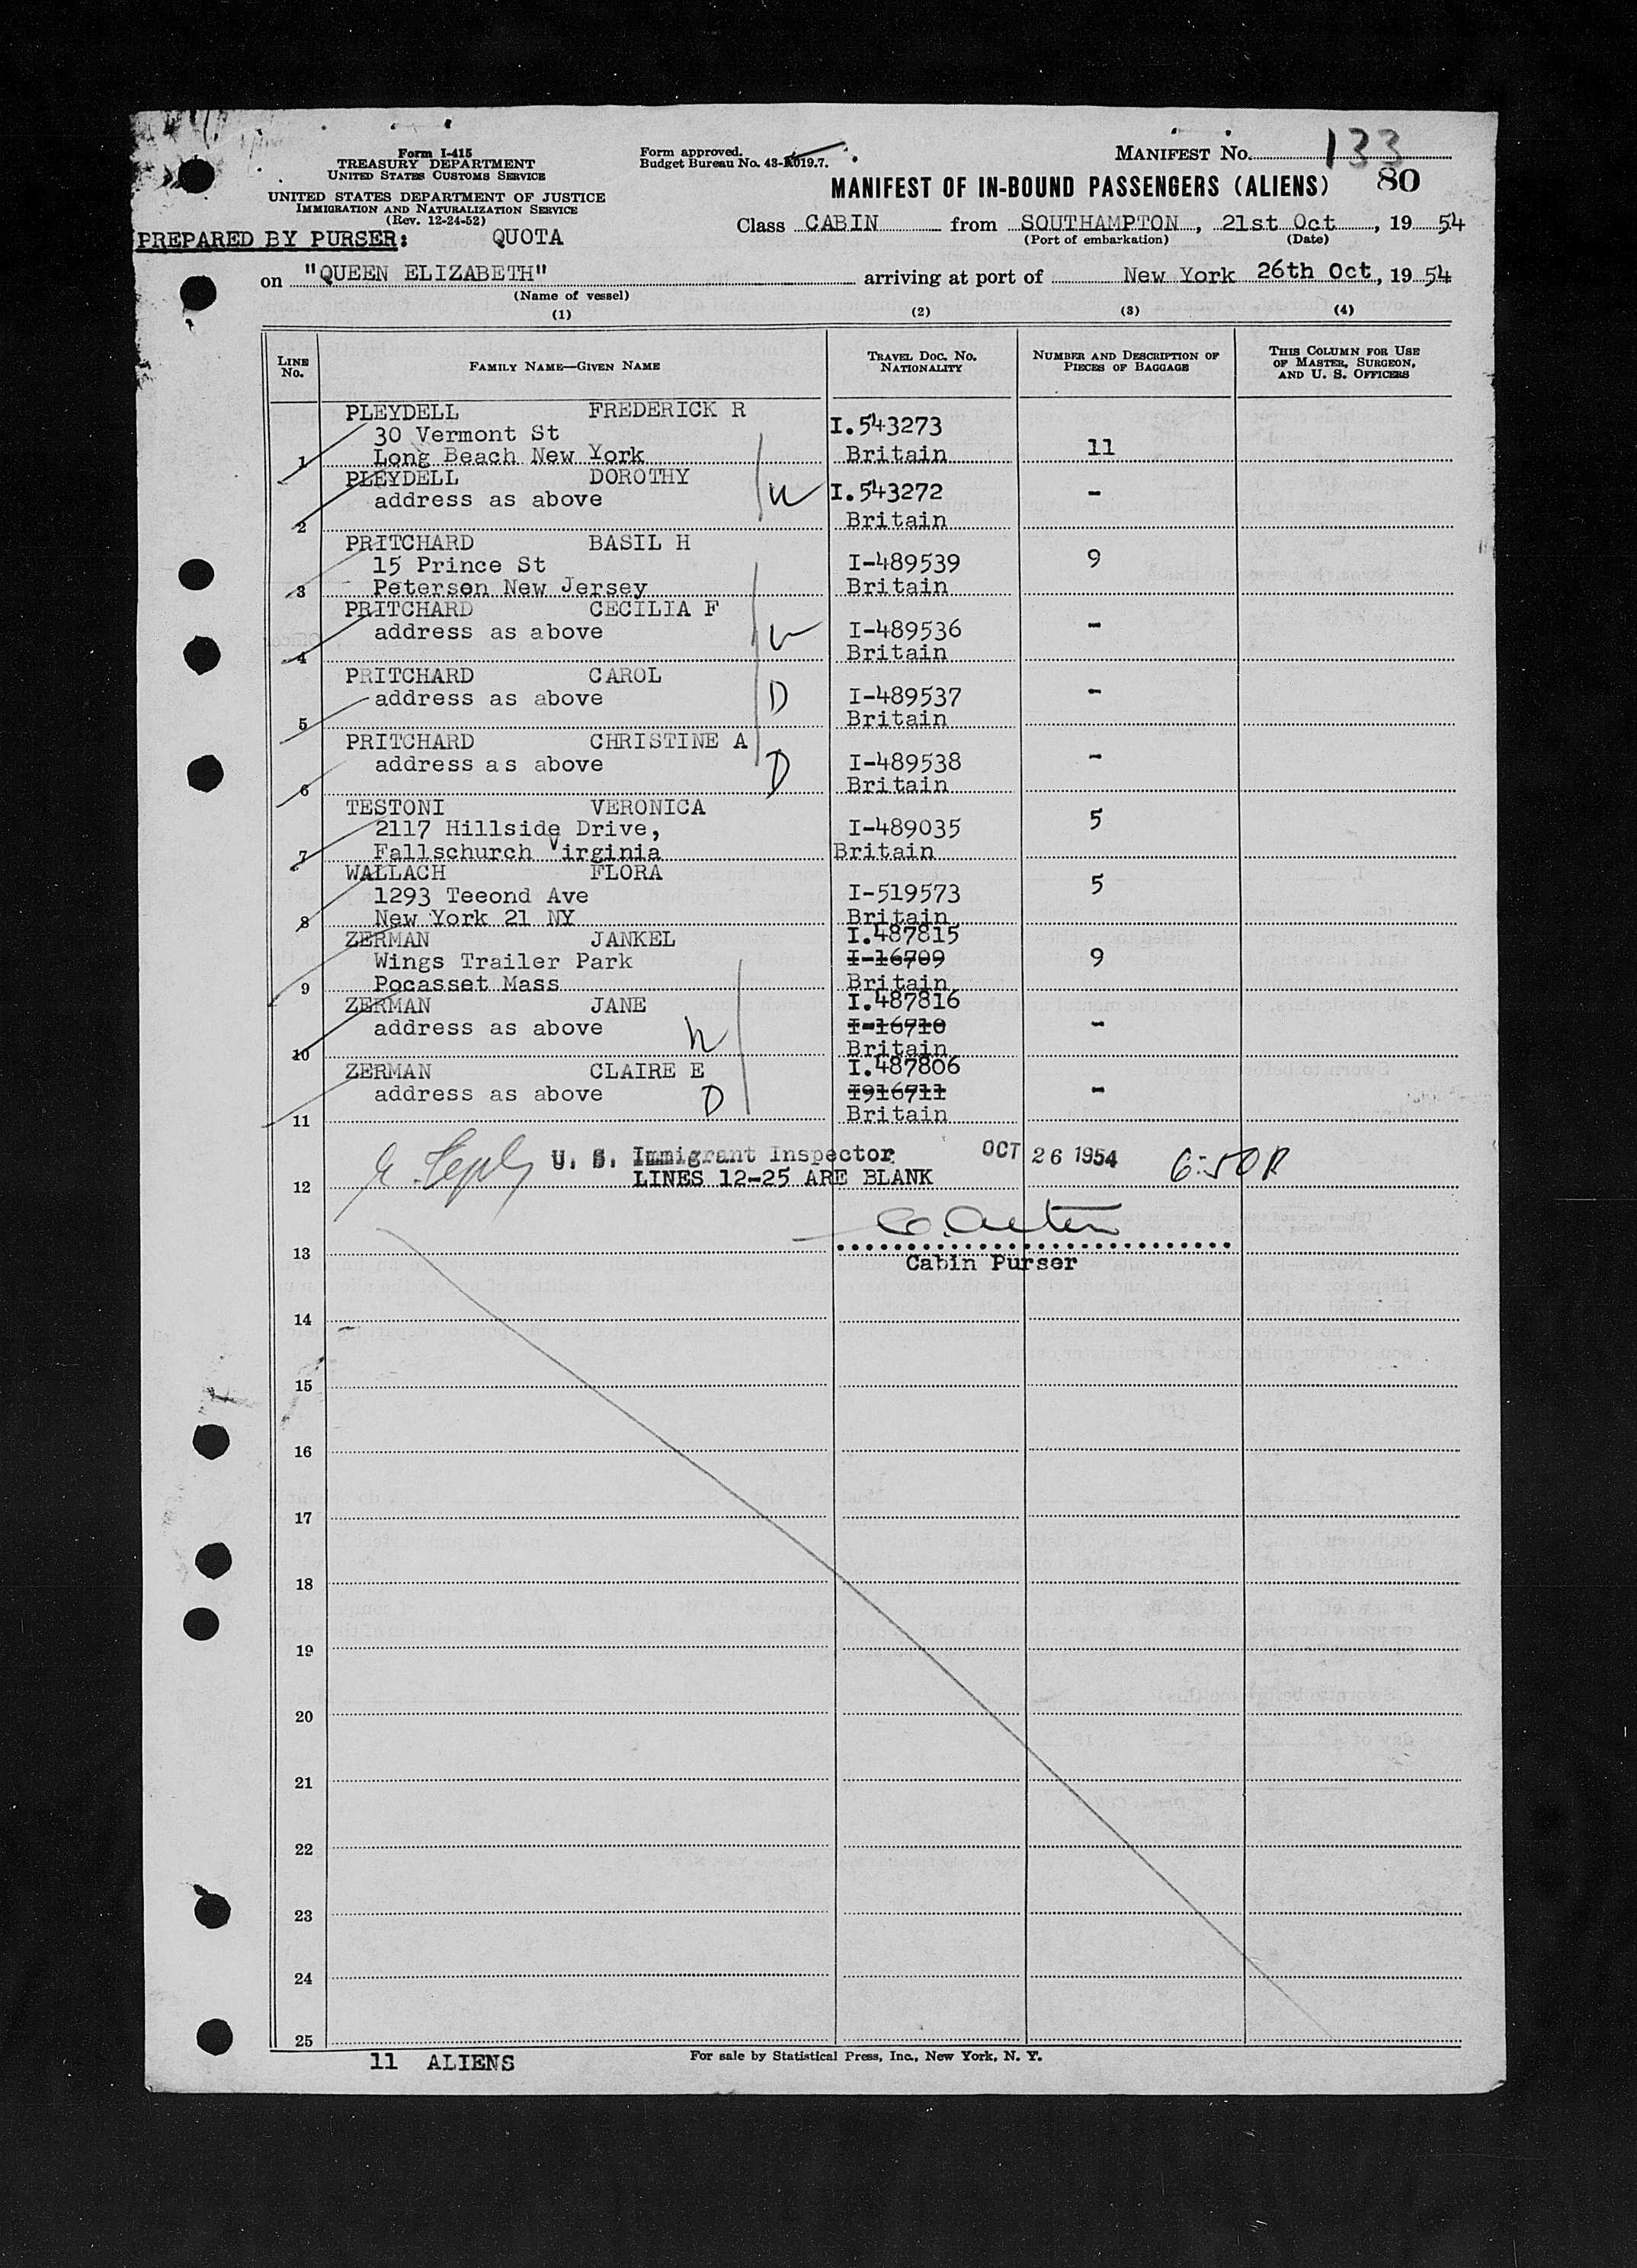 Form I-415
TREASURY DEPARTMENT
UNITED STATES CUSTOMS SERVICE
UNITED STATES DEPARTMENT OF JUSTICE
IMMIGRATION AND NATURALIZATION SERVICE
(Rev. 12-24-52)
PREPARED BY PURSER: QUOTA
Form approved.
Budget Bureau No. 43-R019.7.
MANIFEST No. 133
80
MANIFEST OF IN-BOUND PASSENGERS (ALIENS)
Class CABIN from SOUTHAMPTON, 21st Oct, 1954
(Port of embarkation) (Date)
on "QUEEN ELIZABETH" arriving at port of New York 26th Oct, 1954
(Name of vessel)
(1) (2) (3) (4)
LINE No. FAMILY NAME—GIVEN NAME TRAVEL DOC. NO. NATIONALITY NUMBER AND DESCRIPTION OF PIECES OF BAGGAGE THIS COLUMN FOR USE OF MASTER, SURGEON, AND U. S. OFFICERS
PLEYDELL FREDERICK R
30 Vermont St I.543273
1 Long Beach New York Britain 11
PLEYDELL DOROTHY
address as above W I.543272 -
2 Britain
PRITCHARD BASIL H
15 Prince St I-489539 9
3 Peterson New Jersey Britain
PRITCHARD CECILIA F
address as above I-489536 -
4 Britain
PRITCHARD CAROL
address as above D I-489537 -
5 Britain
PRITCHARD CHRISTINE A
address as above D I-489538 -
6 Britain
TESTONI VERONICA
2117 Hillside Drive, I-489035 5
7 Fallschurch Virginia Britain
WALLACH FLORA
1293 Teeond Ave I-519573 5
8 New York 21 NY Britain
ZERMAN JANKEL I.487815
Wings Trailer Park I-16709 9
9 Pocasset Mass Britain
ZERMAN JANE I.487816
address as above W I-16710 -
10 Britain
ZERMAN CLAIRE E I.487806
address as above D I916711 -
11 Britain
U. S. Immigrant Inspector OCT 26 1954
12 LINES 12-25 ARE BLANK
13
Cabin Purser
14
15
16
17
18
19
20
21
22
23
24
25
11 ALIENS
For sale by Statistical Press, Inc., New York, N. Y.